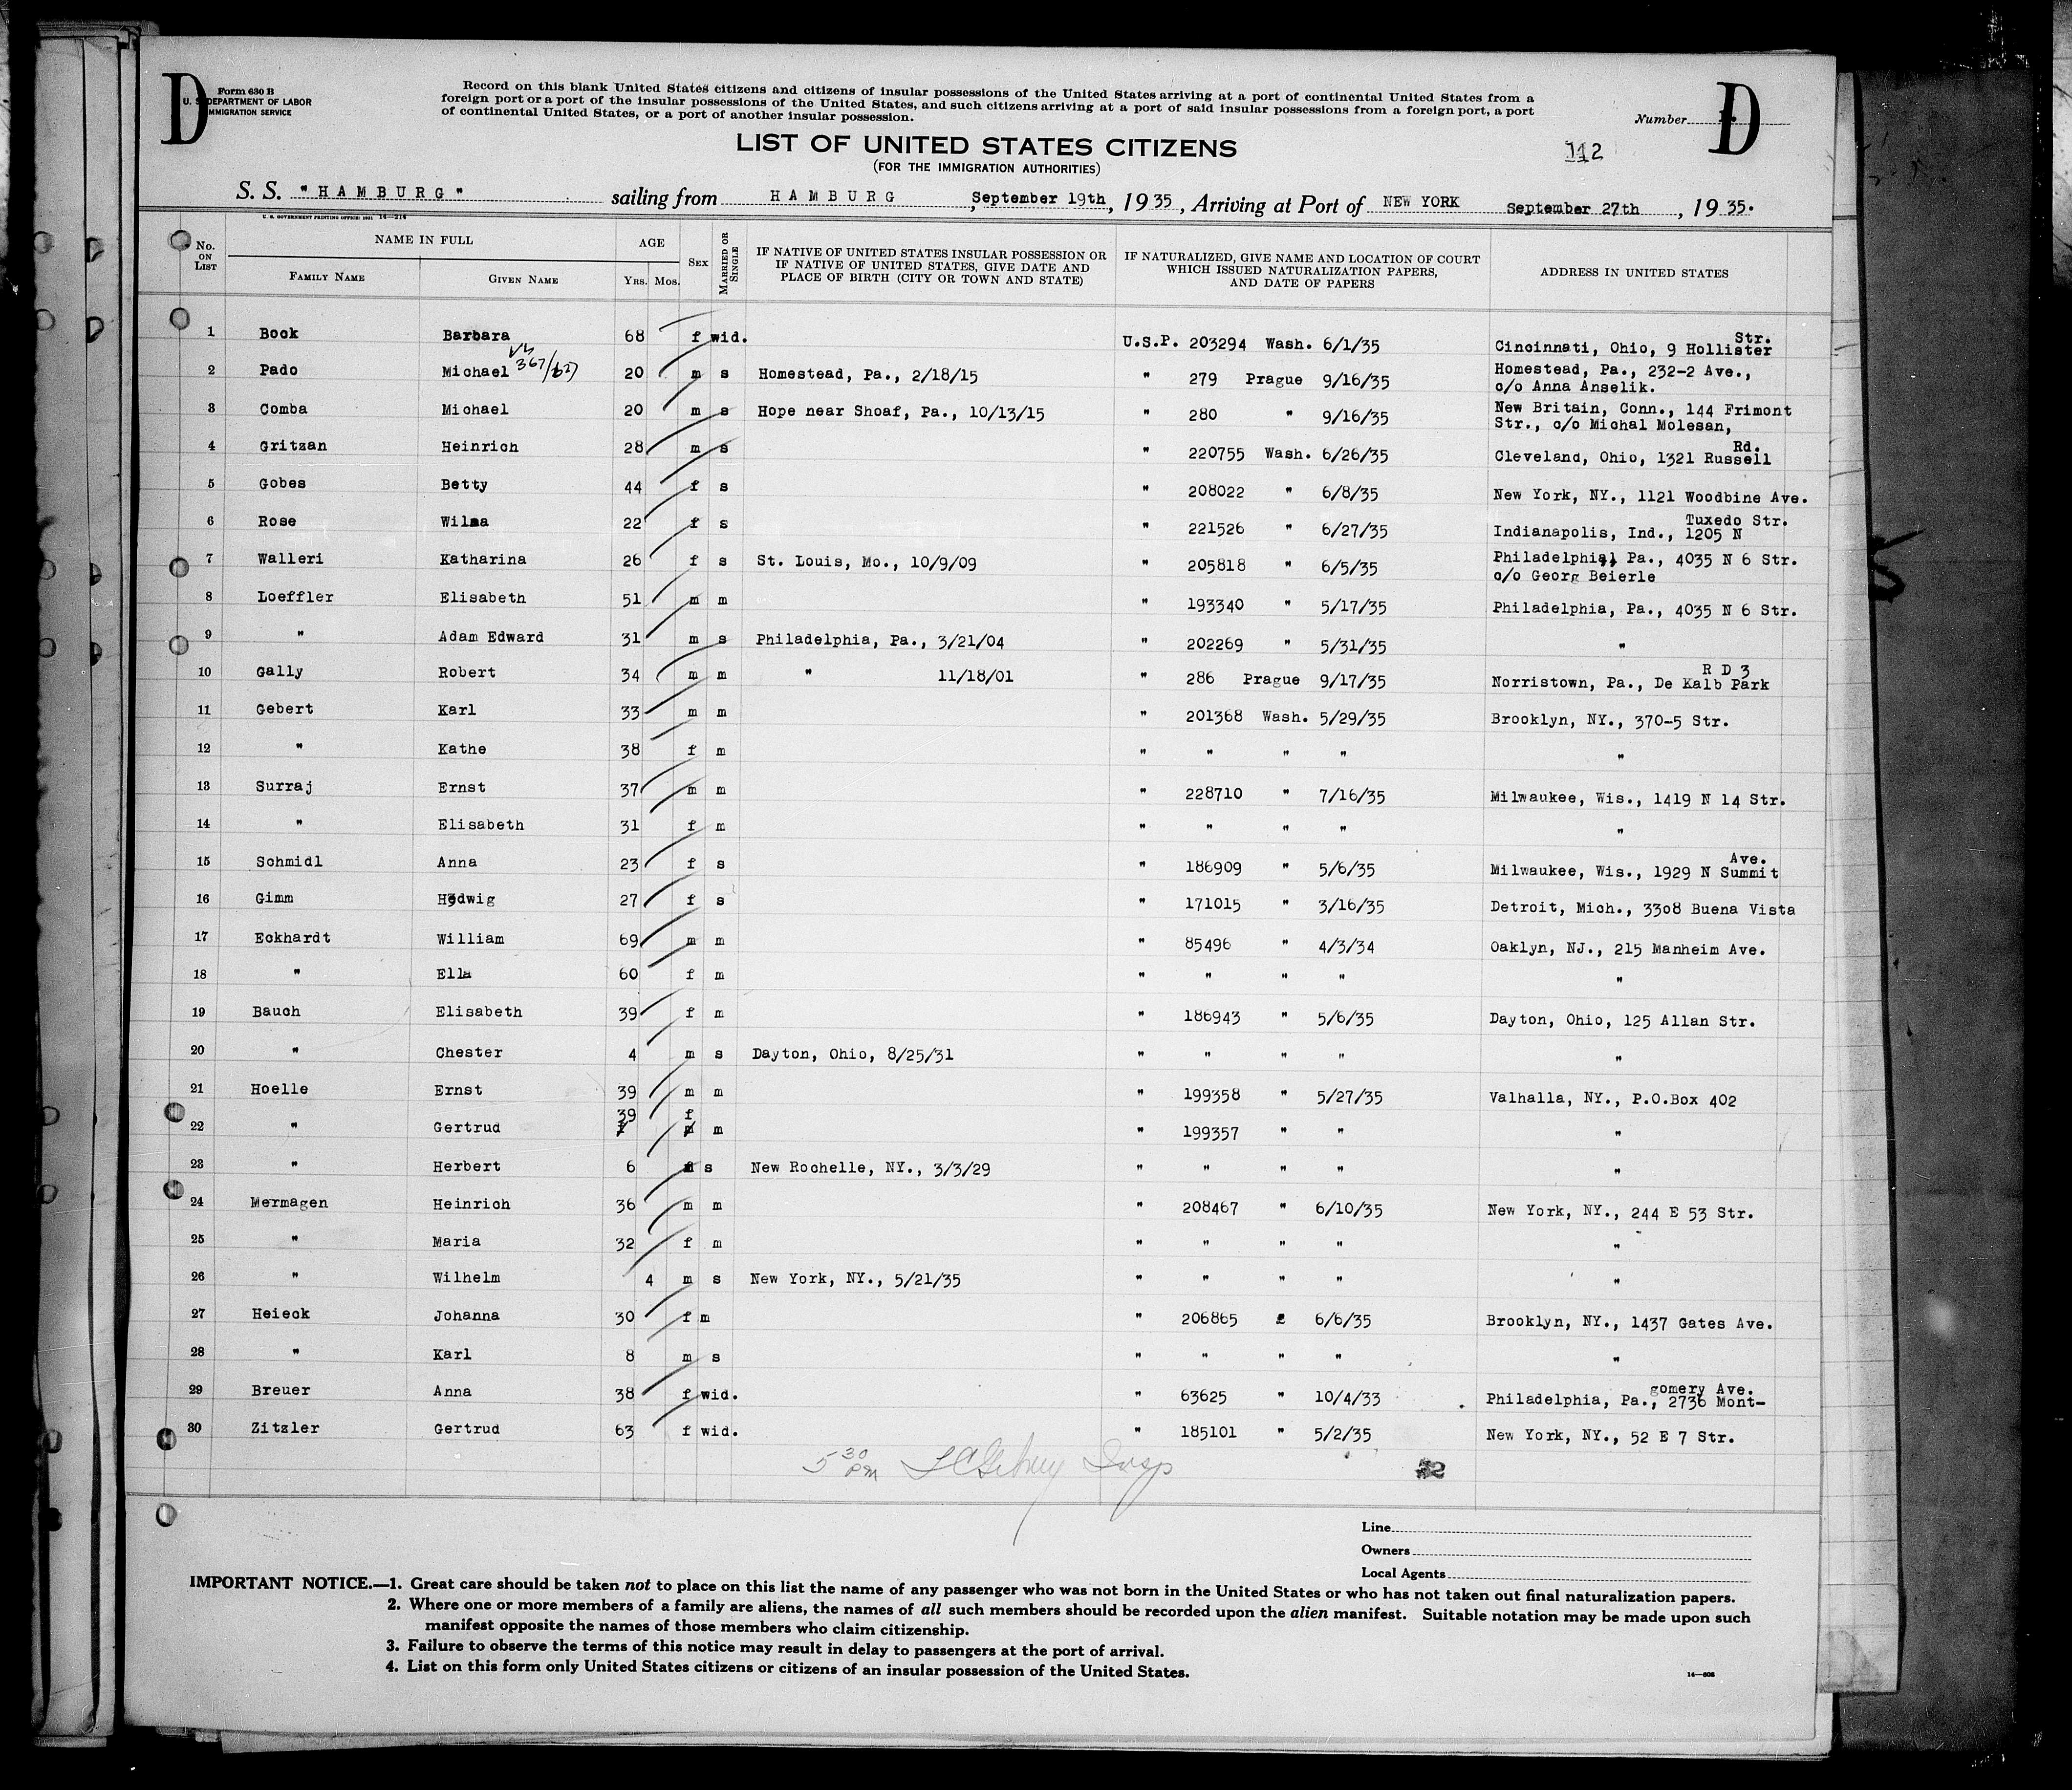 D
Form 630 B
U. S. DEPARTMENT OF LABOR
IMMIGRATION SERVICE
Record on this blank United States citizens and citizens of insular possessions of the United States arriving at a port of continental United States from a
foreign port or a port of the insular possessions of the United States, and such citizens arriving at a port of said insular possessions from a foreign port, a port
of continental United States, or a port of another insular possession.
Number
D
LIST OF UNITED STATES CITIZENS
(FOR THE IMMIGRATION AUTHORITIES)
112
S. S. "HAMBURG" sailing from HAMBURG, September 19th, 1935, Arriving at Port of NEW YORK September 27th, 1935.
U. S. GOVERNMENT PRINTING OFFICE: 1931 14—214
No. ON LIST
NAME IN FULL
FAMILY NAME GIVEN NAME
AGE
YRS. MOS.
SEX
MARRIED OR SINGLE
IF NATIVE OF UNITED STATES INSULAR POSSESSION OR
IF NATIVE OF UNITED STATES, GIVE DATE AND
PLACE OF BIRTH (CITY OR TOWN AND STATE)
IF NATURALIZED, GIVE NAME AND LOCATION OF COURT
WHICH ISSUED NATURALIZATION PAPERS,
AND DATE OF PAPERS
ADDRESS IN UNITED STATES
1 Book Barbara 68 f wid. U.S.P. 203294 Wash. 6/1/35 Cincinnati, Ohio, 9 Hollister Str.
2 Pado Michael 20 m s Homestead, Pa., 2/18/15 " 279 Prague 9/16/35 Homestead, Pa., 232-2 Ave.,
c/o Anna Anselik.
3 Comba Michael 20 m s Hope near Shoaf, Pa., 10/13/15 " 280 " 9/16/35 New Britain, Conn., 144 Frimont
Str., c/o Michal Molesan,
4 Gritzan Heinrich 28 m s " 220755 Wash. 6/26/35 Cleveland, Ohio, 1321 Russell Rd.
5 Gobes Betty 44 f s " 208022 " 6/8/35 New York, NY., 1121 Woodbine Ave.
6 Rose Wilma 22 f s " 221526 " 6/27/35 Indianapolis, Ind., 1205 N Tuxedo Str.
7 Walleri Katharina 26 f s St. Louis, Mo., 10/9/09 " 205818 " 6/5/35 Philadelphia, Pa., 4035 N 6 Str.
c/o Georg Beierle
8 Loeffler Elisabeth 51 m m " 193340 " 5/17/35 Philadelphia, Pa., 4035 N 6 Str.
9 " Adam Edward 31 m s Philadelphia, Pa., 3/21/04 " 202269 " 5/31/35 "
10 Gally Robert 34 m m " 11/18/01 " 286 Prague 9/17/35 Norristown, Pa., De Kalb Park R D 3
11 Gebert Karl 33 m m " 201368 Wash. 5/29/35 Brooklyn, NY., 370-5 Str.
12 " Kathe 38 f m " " " " "
13 Surraj Ernst 37 m m " 228710 " 7/16/35 Milwaukee, Wis., 1419 N 14 Str.
14 " Elisabeth 31 f m " " " " "
15 Schmidl Anna 23 f s " 186909 " 5/6/35 Milwaukee, Wis., 1929 N Summit Ave.
16 Gimm Hedwig 27 f s " 171015 " 3/16/35 Detroit, Mich., 3308 Buena Vista
17 Eckhardt William 69 m m " 85496 " 4/3/34 Oaklyn, NJ., 215 Manheim Ave.
18 " Ella 60 f m " " " " "
19 Bauch Elisabeth 39 f m " 186943 " 5/6/35 Dayton, Ohio, 125 Allan Str.
20 " Chester 4 m s Dayton, Ohio, 8/25/31 " " " " "
21 Hoelle Ernst 39 m m " 199358 " 5/27/35 Valhalla, NY., P.O.Box 402
22 " Gertrud 39 f m " 199357 " " "
23 " Herbert 6 s New Rochelle, NY., 3/3/29 " " " " "
24 Mermagen Heinrich 36 m m " 208467 " 6/10/35 New York, NY., 244 E 53 Str.
25 " Maria 32 f m " " " " "
26 " Wilhelm 4 m s New York, NY., 5/21/35 " " " " "
27 Heieck Johanna 30 f m " 206865 6/6/35 Brooklyn, NY., 1437 Gates Ave.
28 " Karl 8 m s " " " " "
29 Breuer Anna 38 f wid. " 63625 " 10/4/33 Philadelphia, Pa., 2736 Mont-
gomery Ave.
30 Zitzler Gertrud 63 f wid. " 185101 " 5/2/35 New York, NY., 52 E 7 Str.
5 30 pm Insp
Line
Owners
Local Agents
IMPORTANT NOTICE.—1. Great care should be taken not to place on this list the name of any passenger who was not born in the United States or who has not taken out final naturalization papers.
2. Where one or more members of a family are aliens, the names of all such members should be recorded upon the alien manifest. Suitable notation may be made upon such
manifest opposite the names of those members who claim citizenship.
3. Failure to observe the terms of this notice may result in delay to passengers at the port of arrival.
4. List on this form only United States citizens or citizens of an insular possession of the United States.